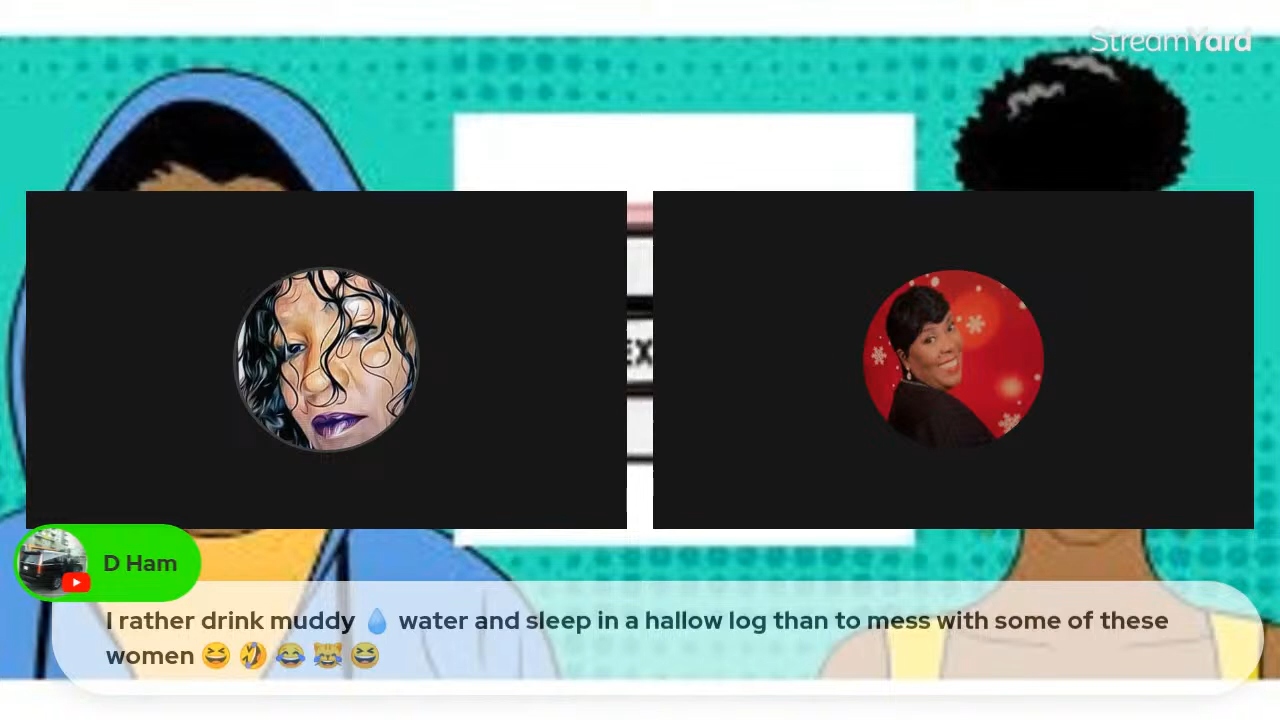 StreamYard
EX
D Ham
I rather drink muddy 💧 water and sleep in a hallow log than to mess with some of these
women 😆 🤣 😂 😹 😆